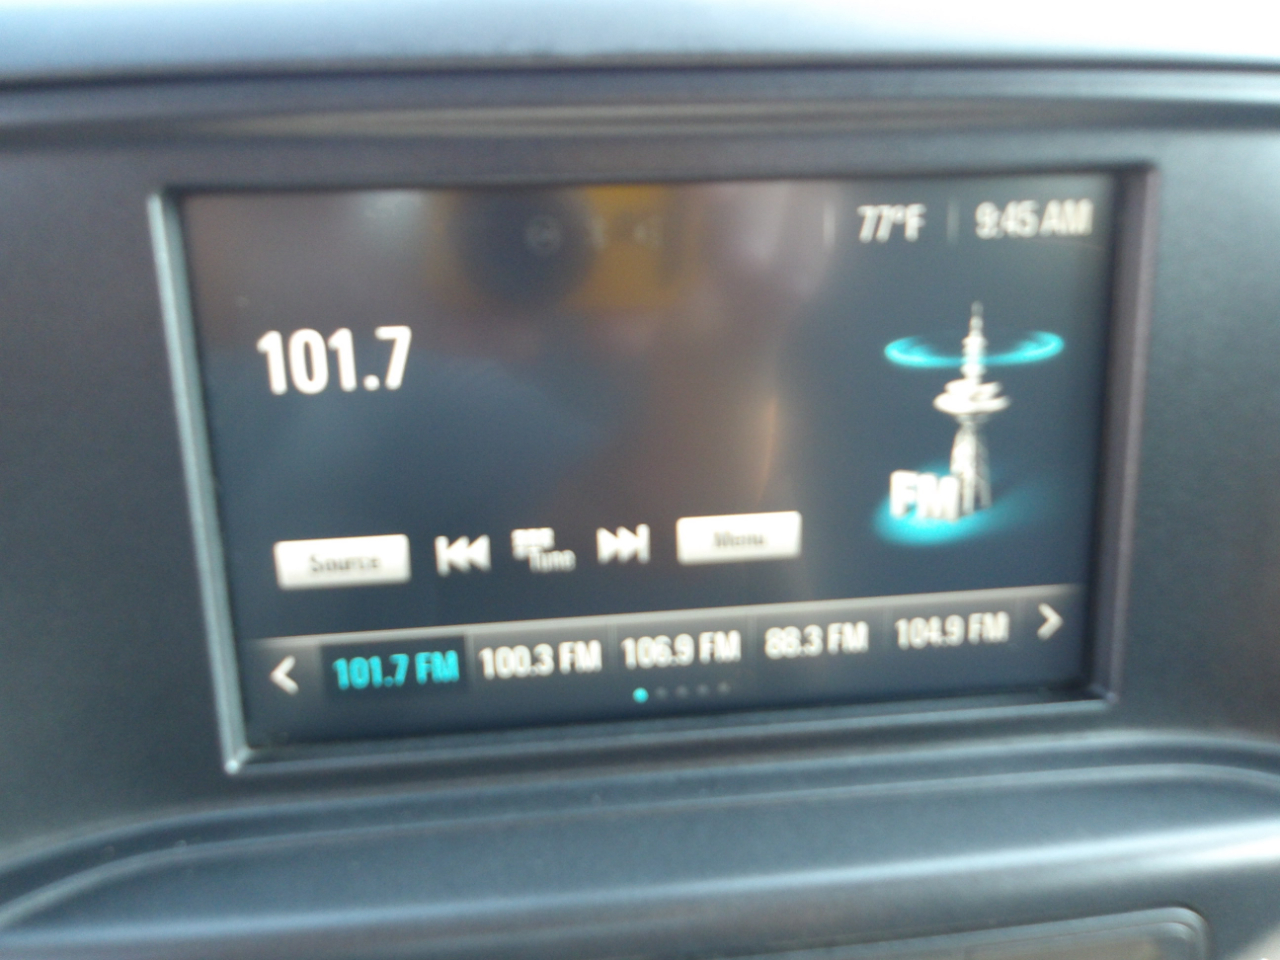 77°F 9:45 AM
101.7
FM
Source Tune Menu
101.7 FM 100.3 FM 106.9 FM 88.3 FM 104.9 FM